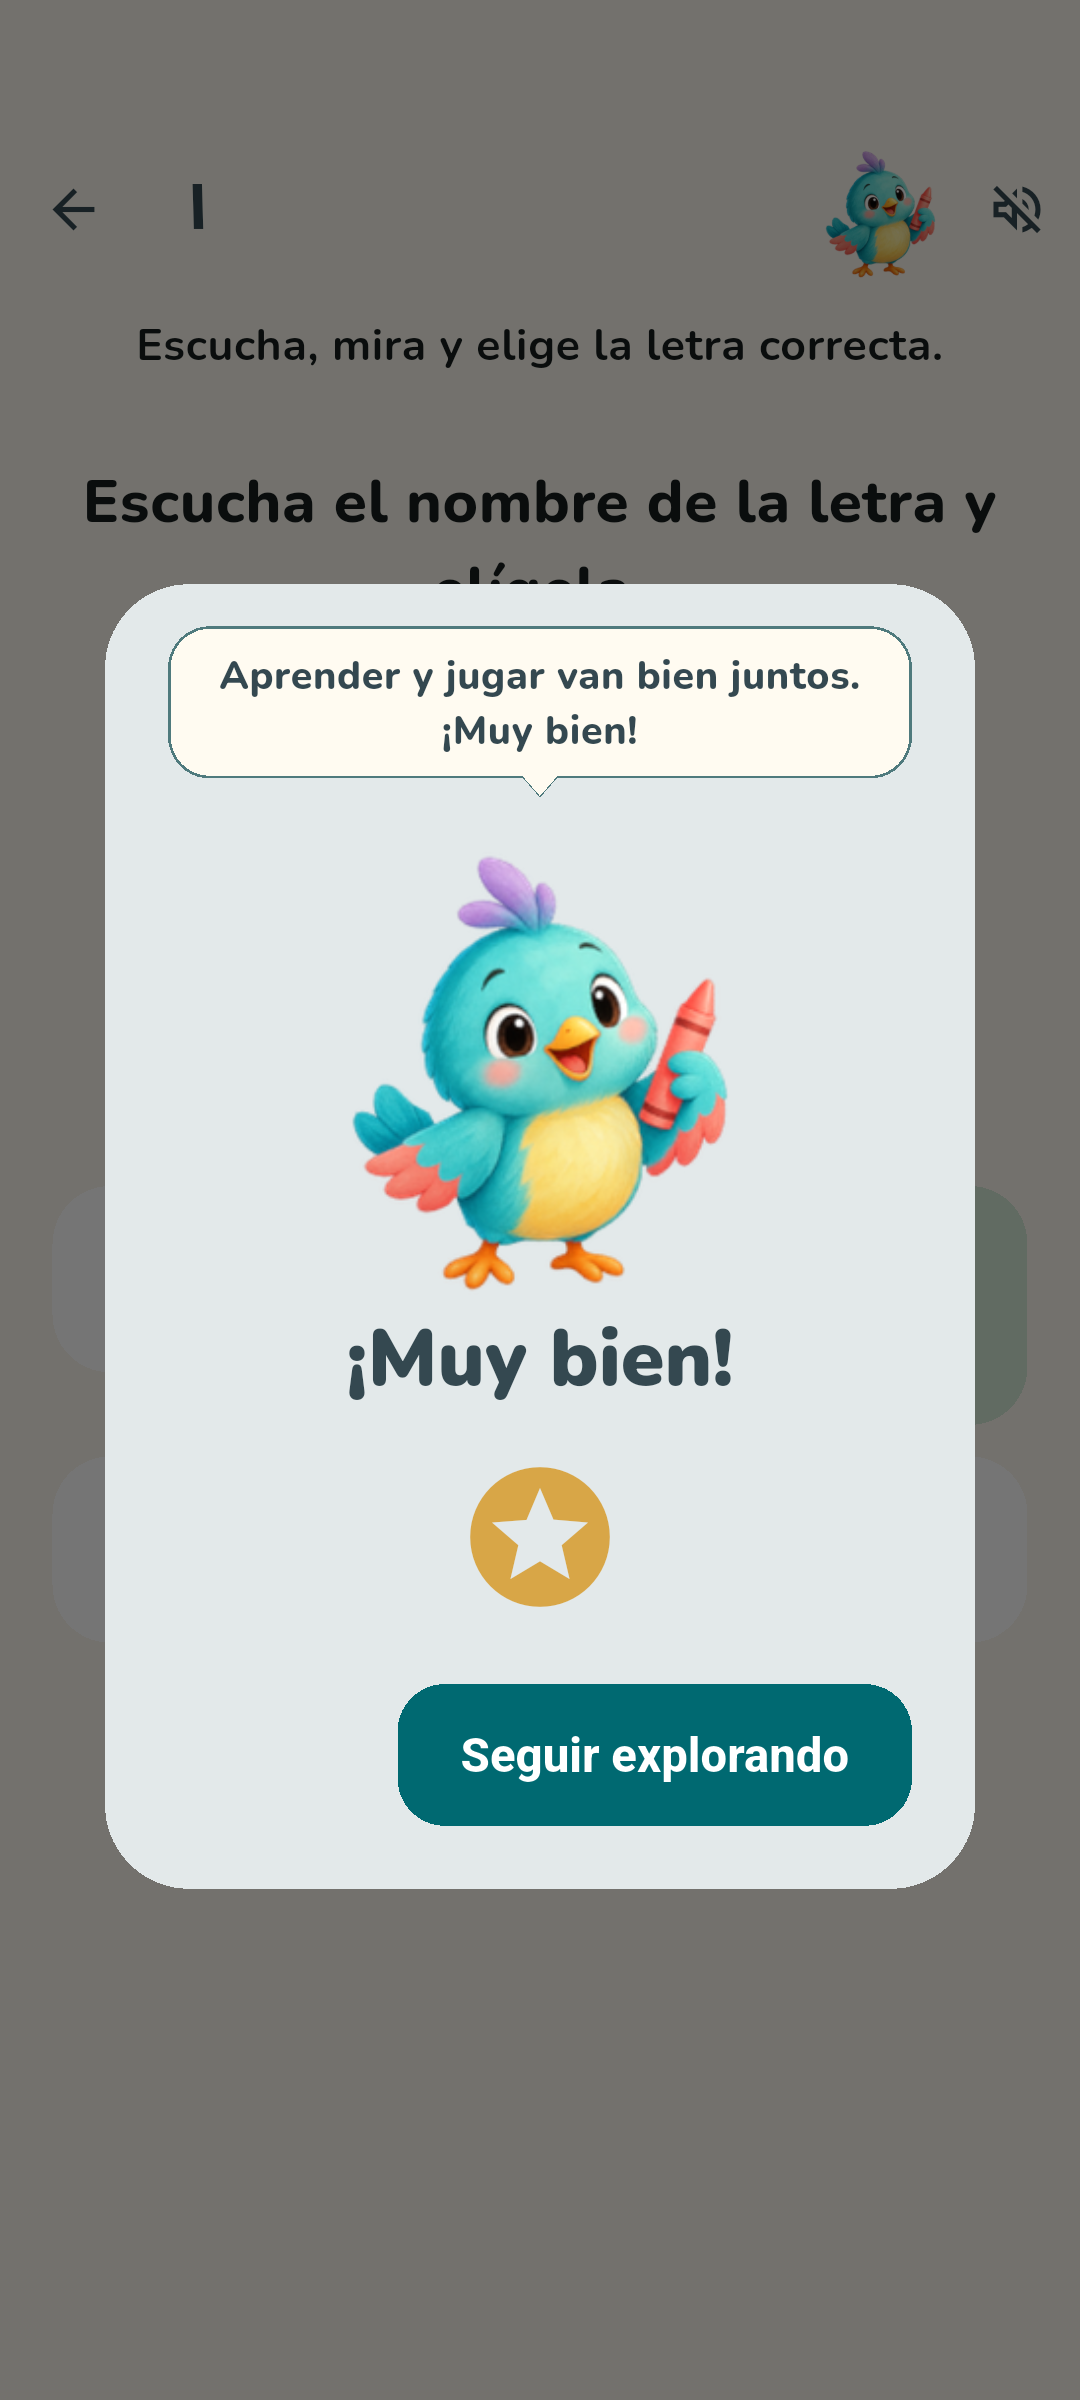 I
Escucha, mira y elige la letra correcta.
Escucha el nombre de la letra y
Aprender y jugar van bien juntos.
¡Muy bien!
¡Muy bien!
Seguir explorando